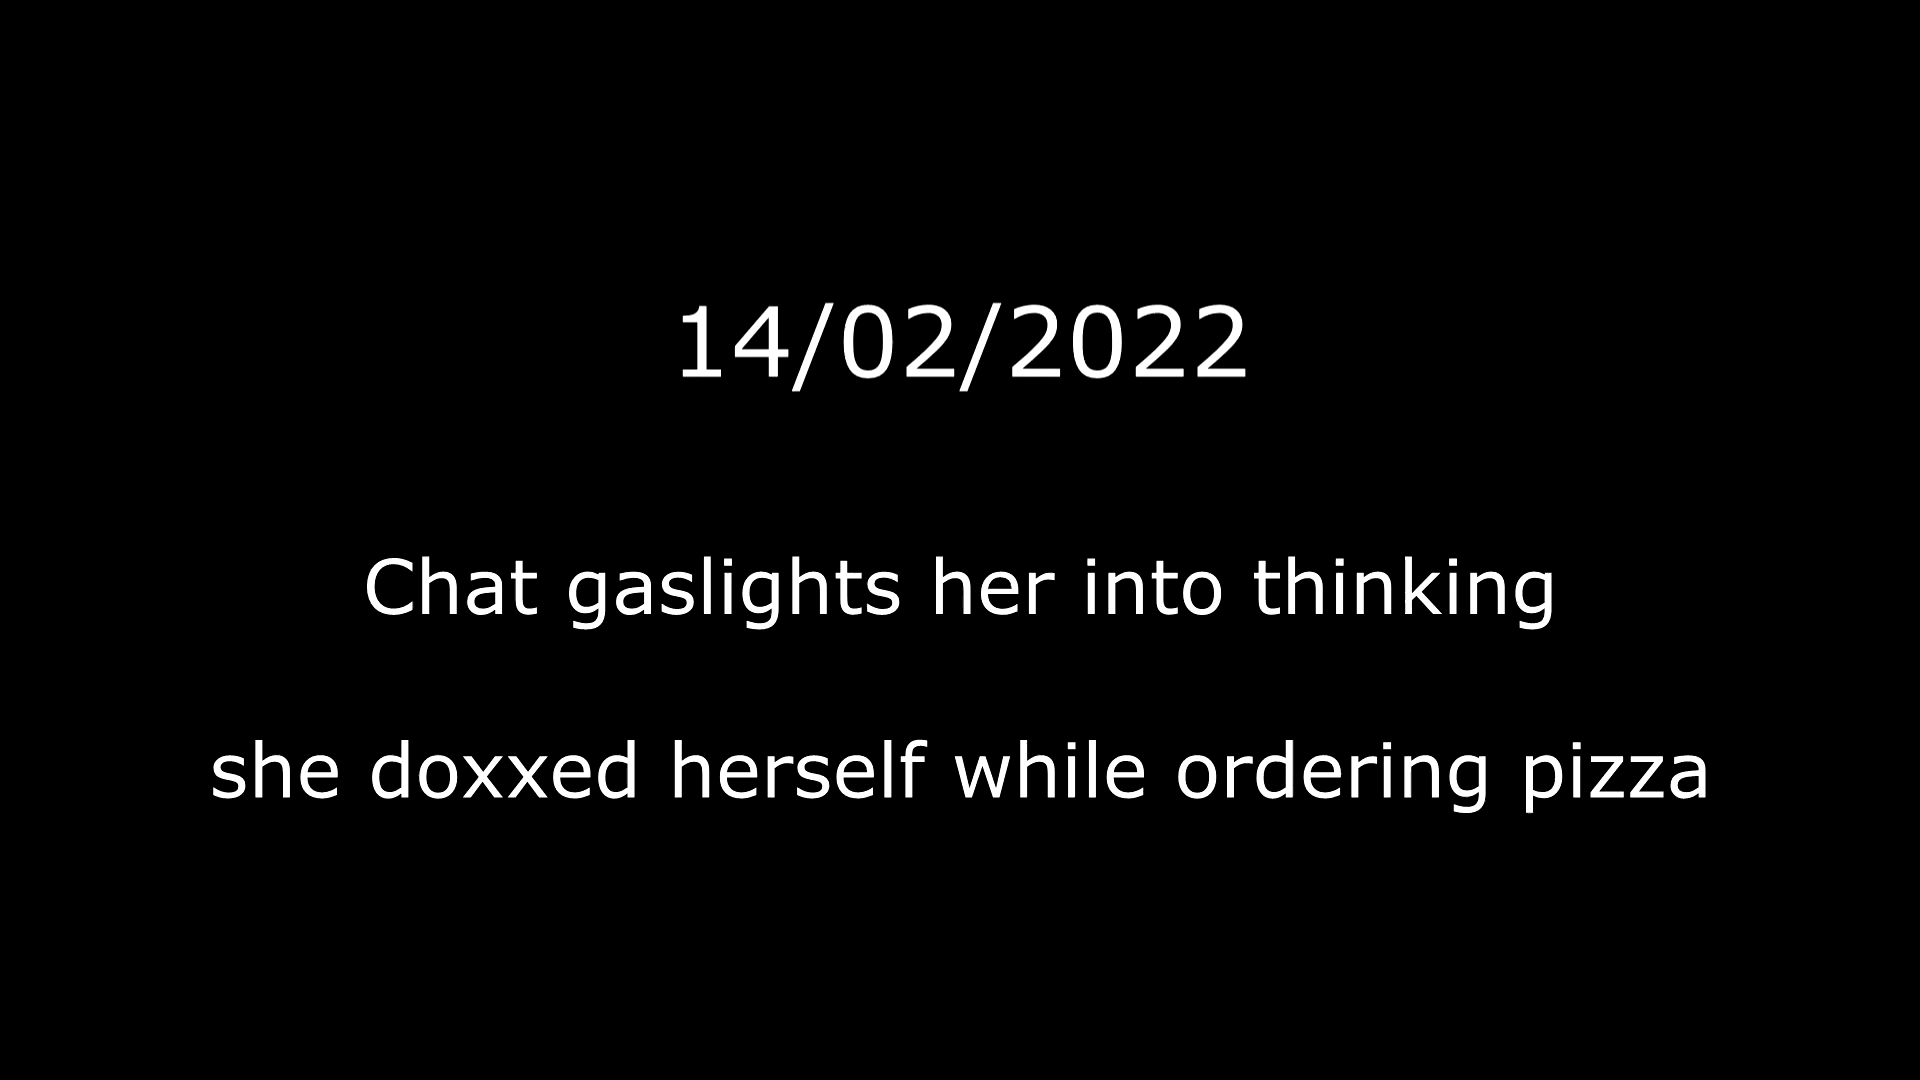 14/02/2022
Chat gaslights her into thinking
she doxxed herself while ordering pizza